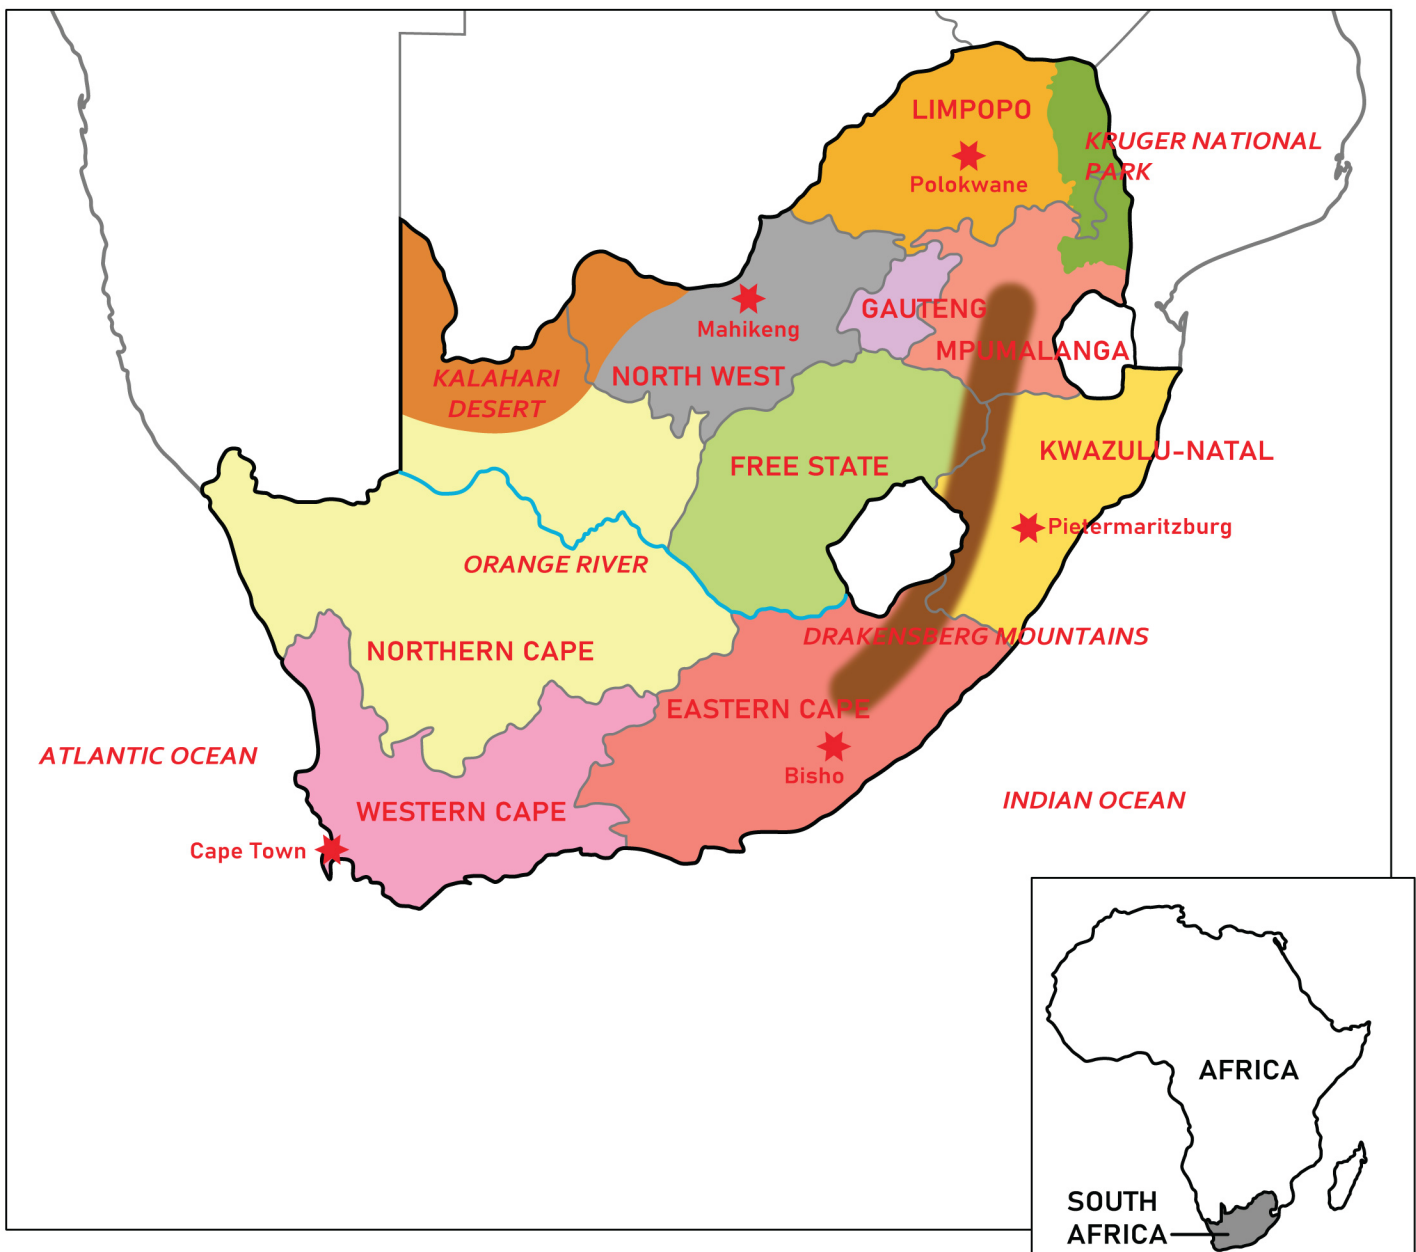 LIMPOPO
KRUGER NATIONAL
PARK
Polokwane
GAUTENG
Mahikeng
MPUMALANGA
KALAHARI
DESERT
NORTH WEST
KWAZULU-NATAL
FREE STATE
Pietermaritzburg
ORANGE RIVER
DRAKENSBERG MOUNTAINS
NORTHERN CAPE
EASTERN CAPE
ATLANTIC OCEAN
Bisho
INDIAN OCEAN
WESTERN CAPE
Cape Town
AFRICA
SOUTH
AFRICA